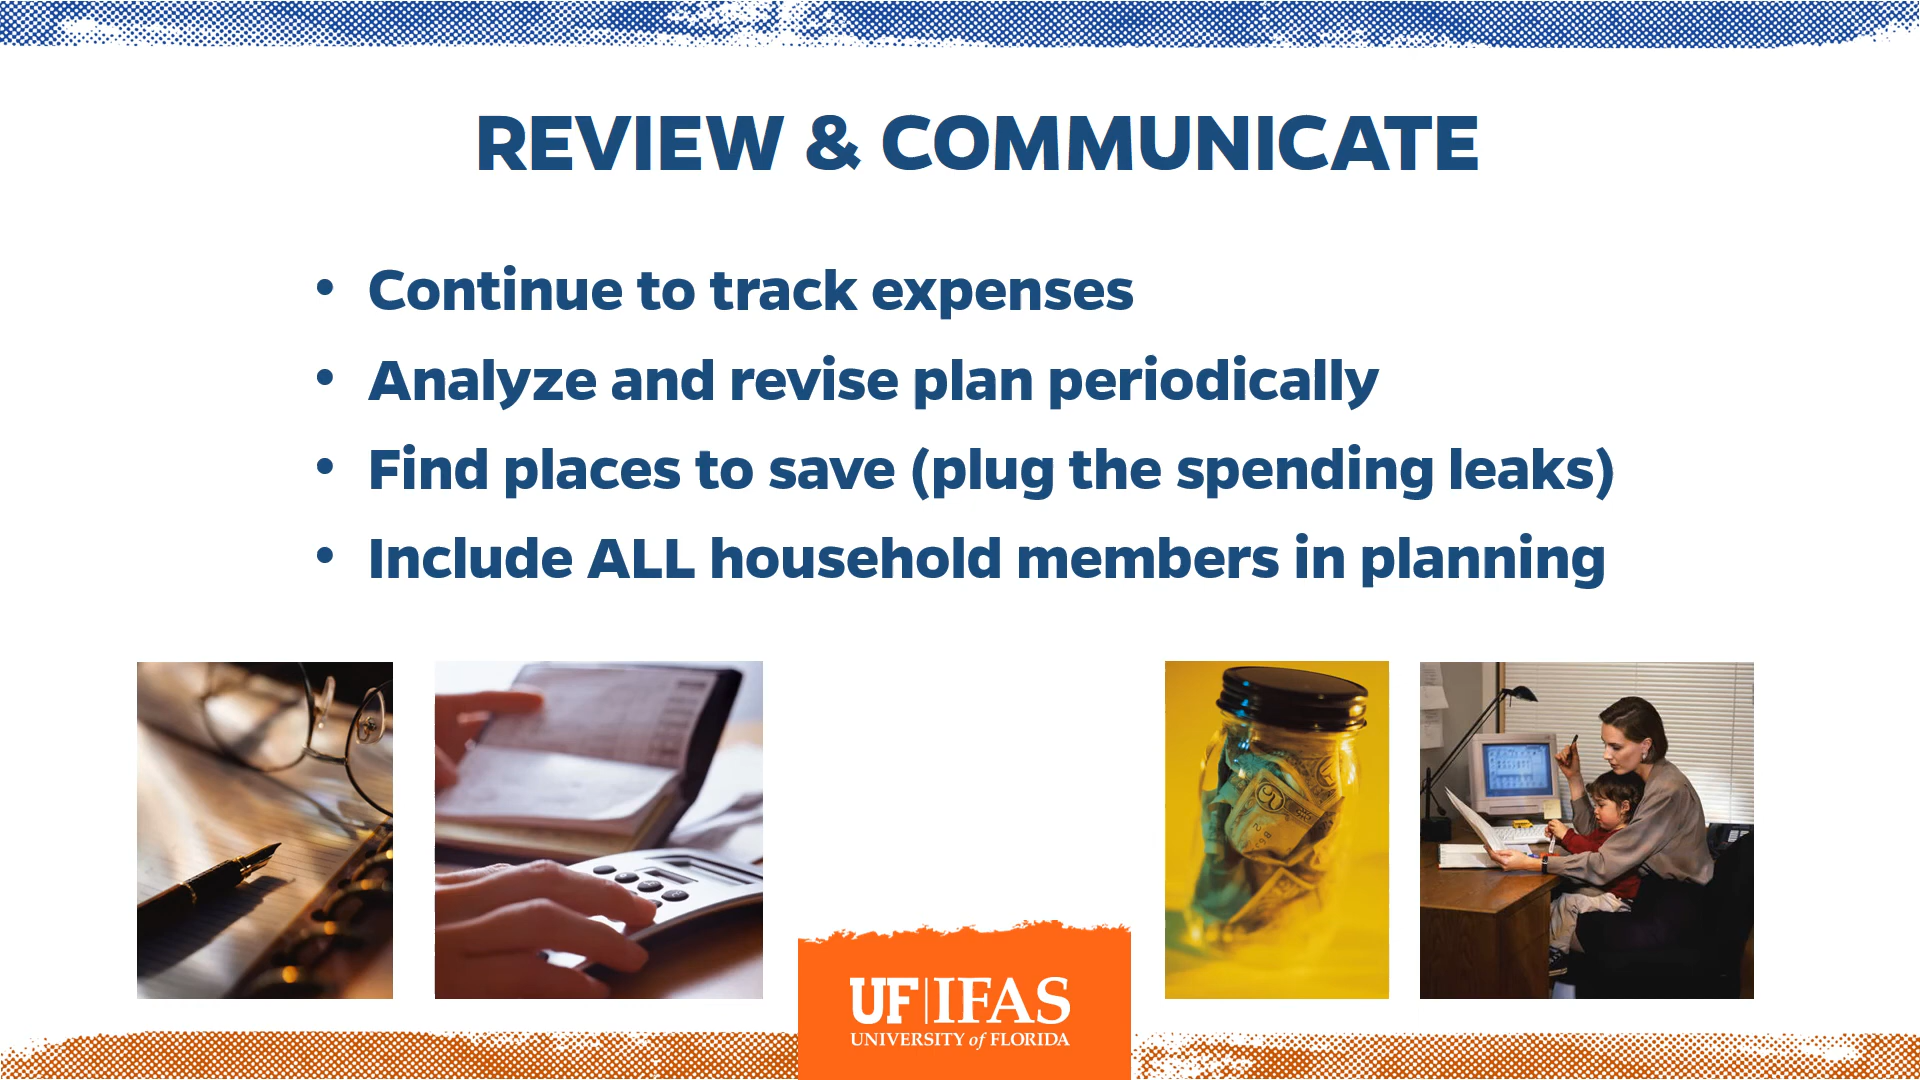 REVIEW & COMMUNICATE
• Continue to track expenses
• Analyze and revise plan periodically
• Find places to save (plug the spending leaks)
• Include ALL household members in planning
UF|IFAS
UNIVERSITY of FLORIDA